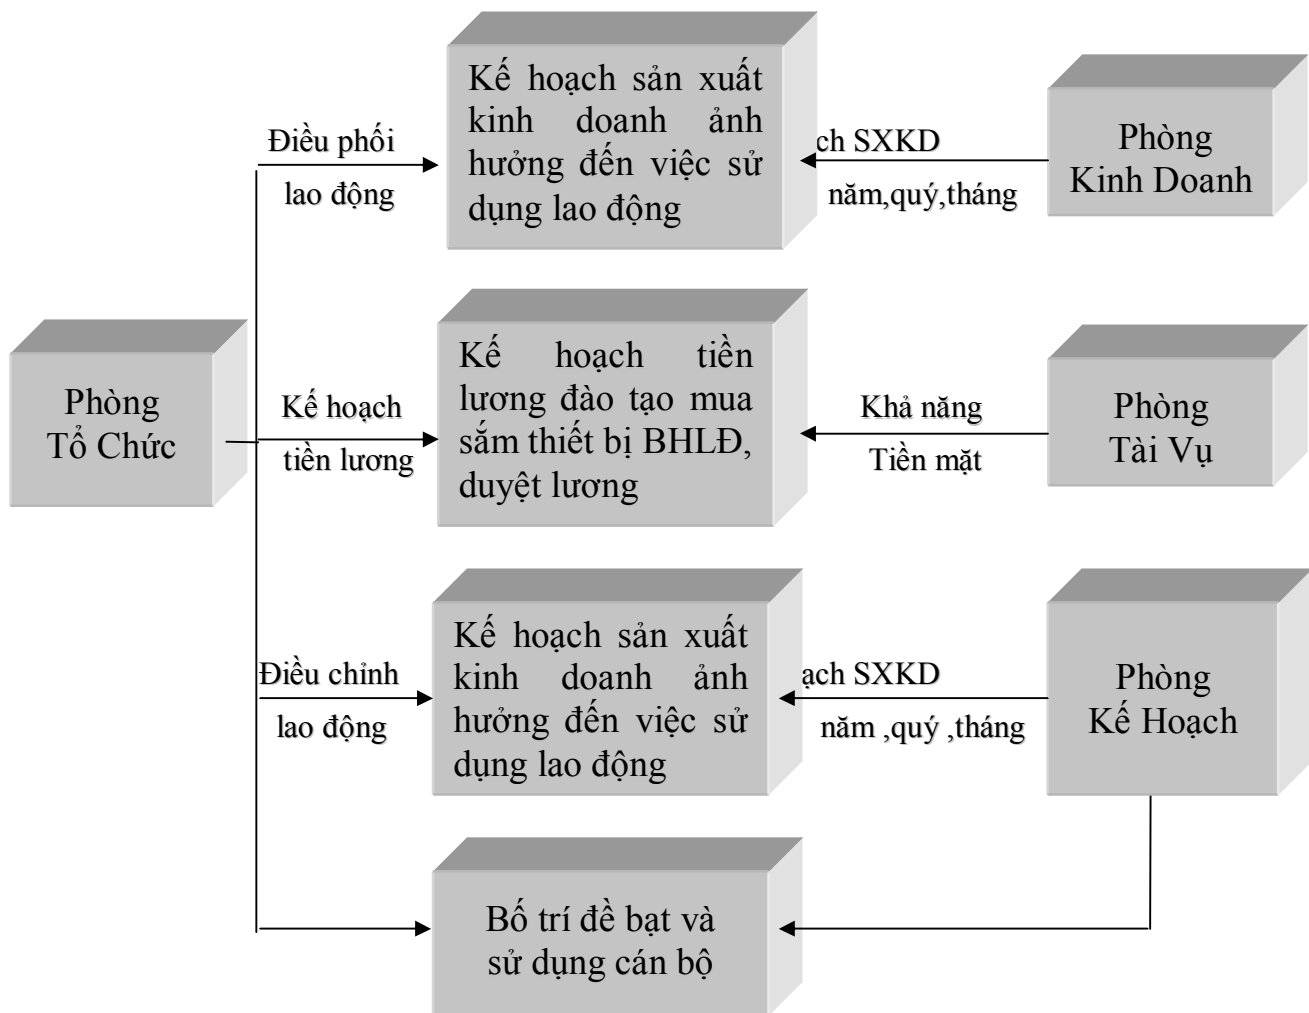 Kế hoạch sản xuất
kinh doanh ảnh
hưởng đến việc sử
dụng lao động
Điều phối
lao động
ch SXKD
năm,quý,tháng
Phòng
Kinh Doanh
Phòng
Tổ Chức
Kế hoạch
tiền lương
Kế hoạch tiền
lương đào tạo mua
sắm thiết bị BHLĐ,
duyệt lương
Khả năng
Tiền mặt
Phòng
Tài Vụ
Điều chỉnh
lao động
Kế hoạch sản xuất
kinh doanh ảnh
hưởng đến việc sử
dụng lao động
ạch SXKD
năm ,quý ,tháng
Phòng
Kế Hoạch
Bố trí đề bạt và
sử dụng cán bộ